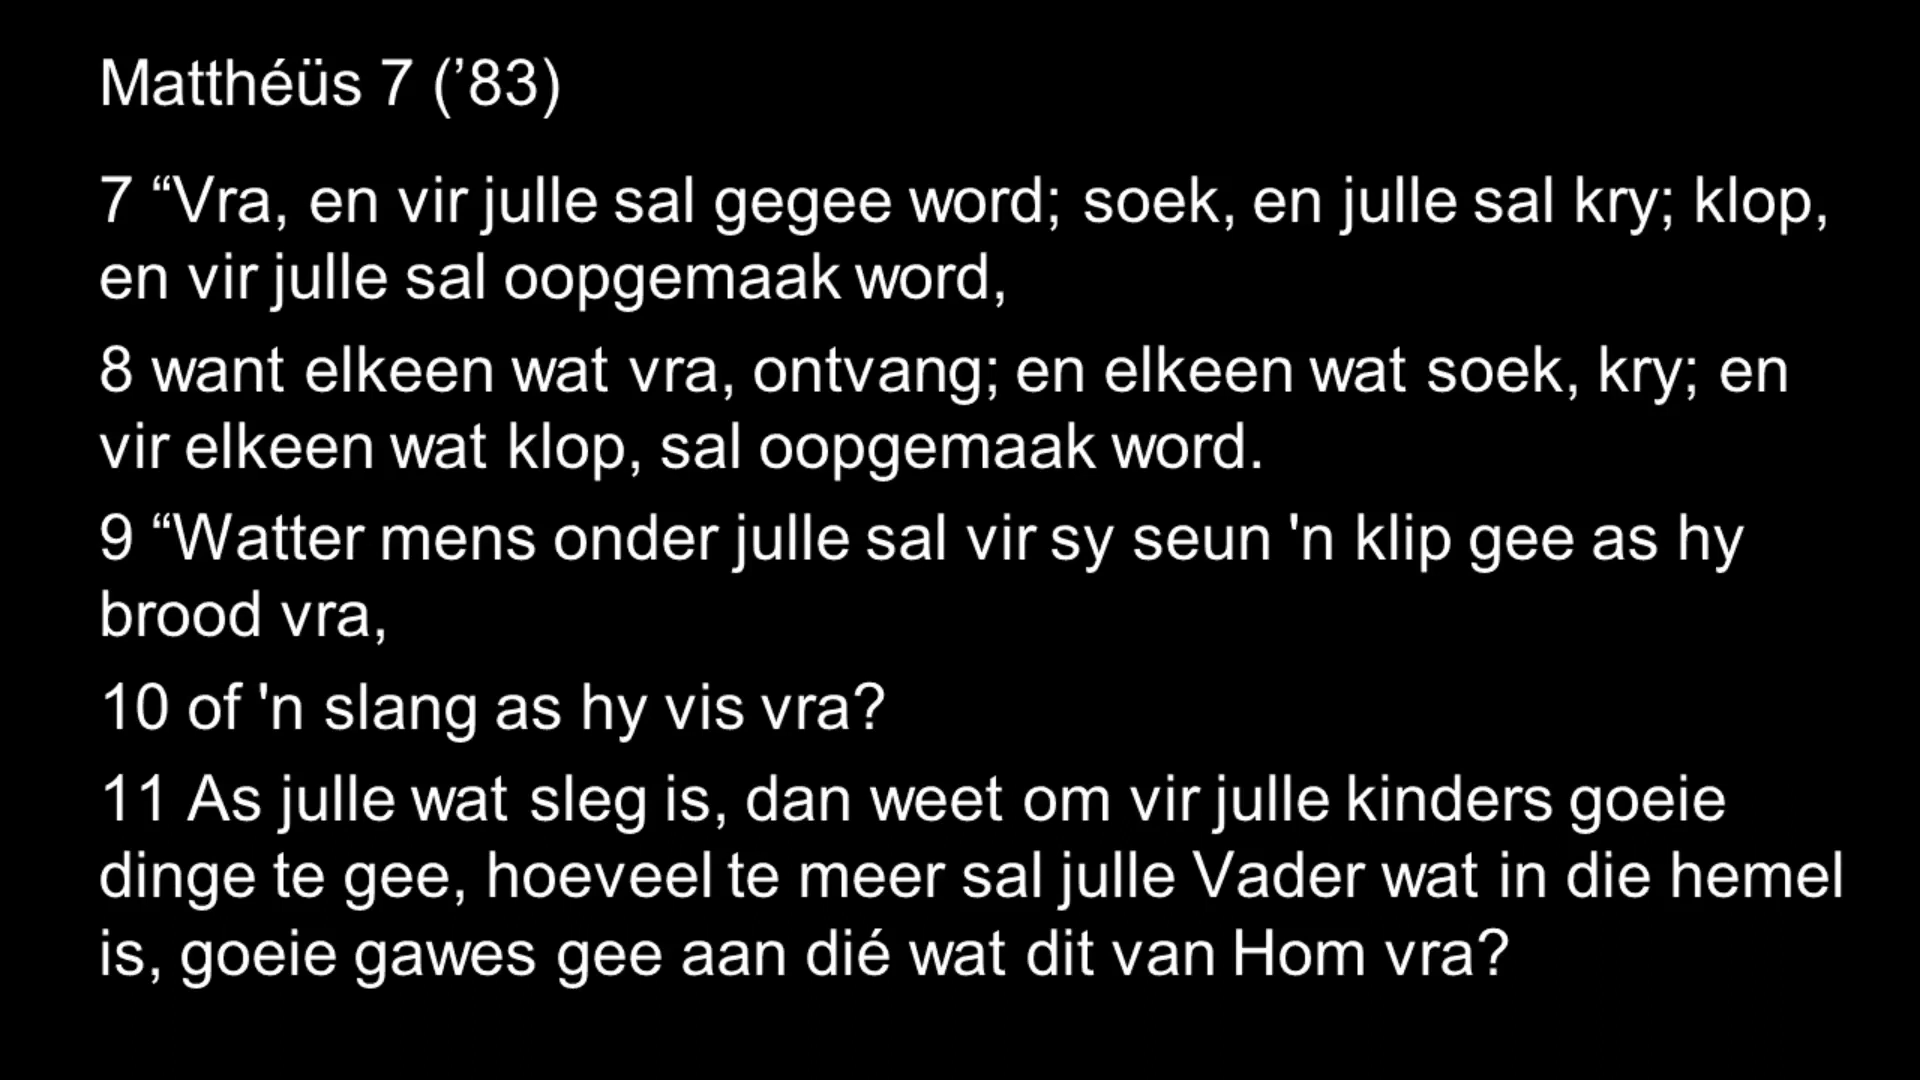 Matthéüs 7 (’83)
7 “Vra, en vir julle sal gegee word; soek, en julle sal kry; klop,
en vir julle sal oopgemaak word,
8 want elkeen wat vra, ontvang; en elkeen wat soek, kry; en
vir elkeen wat klop, sal oopgemaak word.
9 “Watter mens onder julle sal vir sy seun 'n klip gee as hy
brood vra,
10 of 'n slang as hy vis vra?
11 As julle wat sleg is, dan weet om vir julle kinders goeie
dinge te gee, hoeveel te meer sal julle Vader wat in die hemel
is, goeie gawes gee aan dié wat dit van Hom vra?